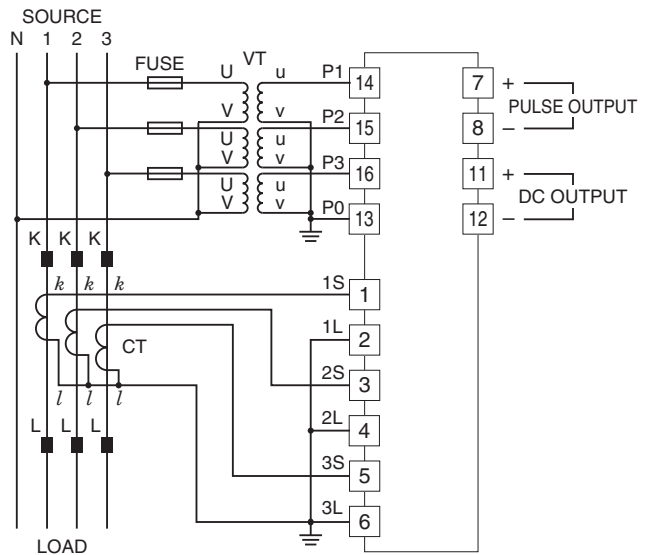 SOURCE
N 1 2 3
FUSE
VT
U u P1 14
V v
U u P2 15
V v
U u P3 16
V v P0 13
7 +
PULSE OUTPUT
8 −
11 +
DC OUTPUT
12 −
K K K
k k k
1S 1
1L 2
CT
2S 3
l l l
2L 4
L L L
3S 5
3L 6
LOAD